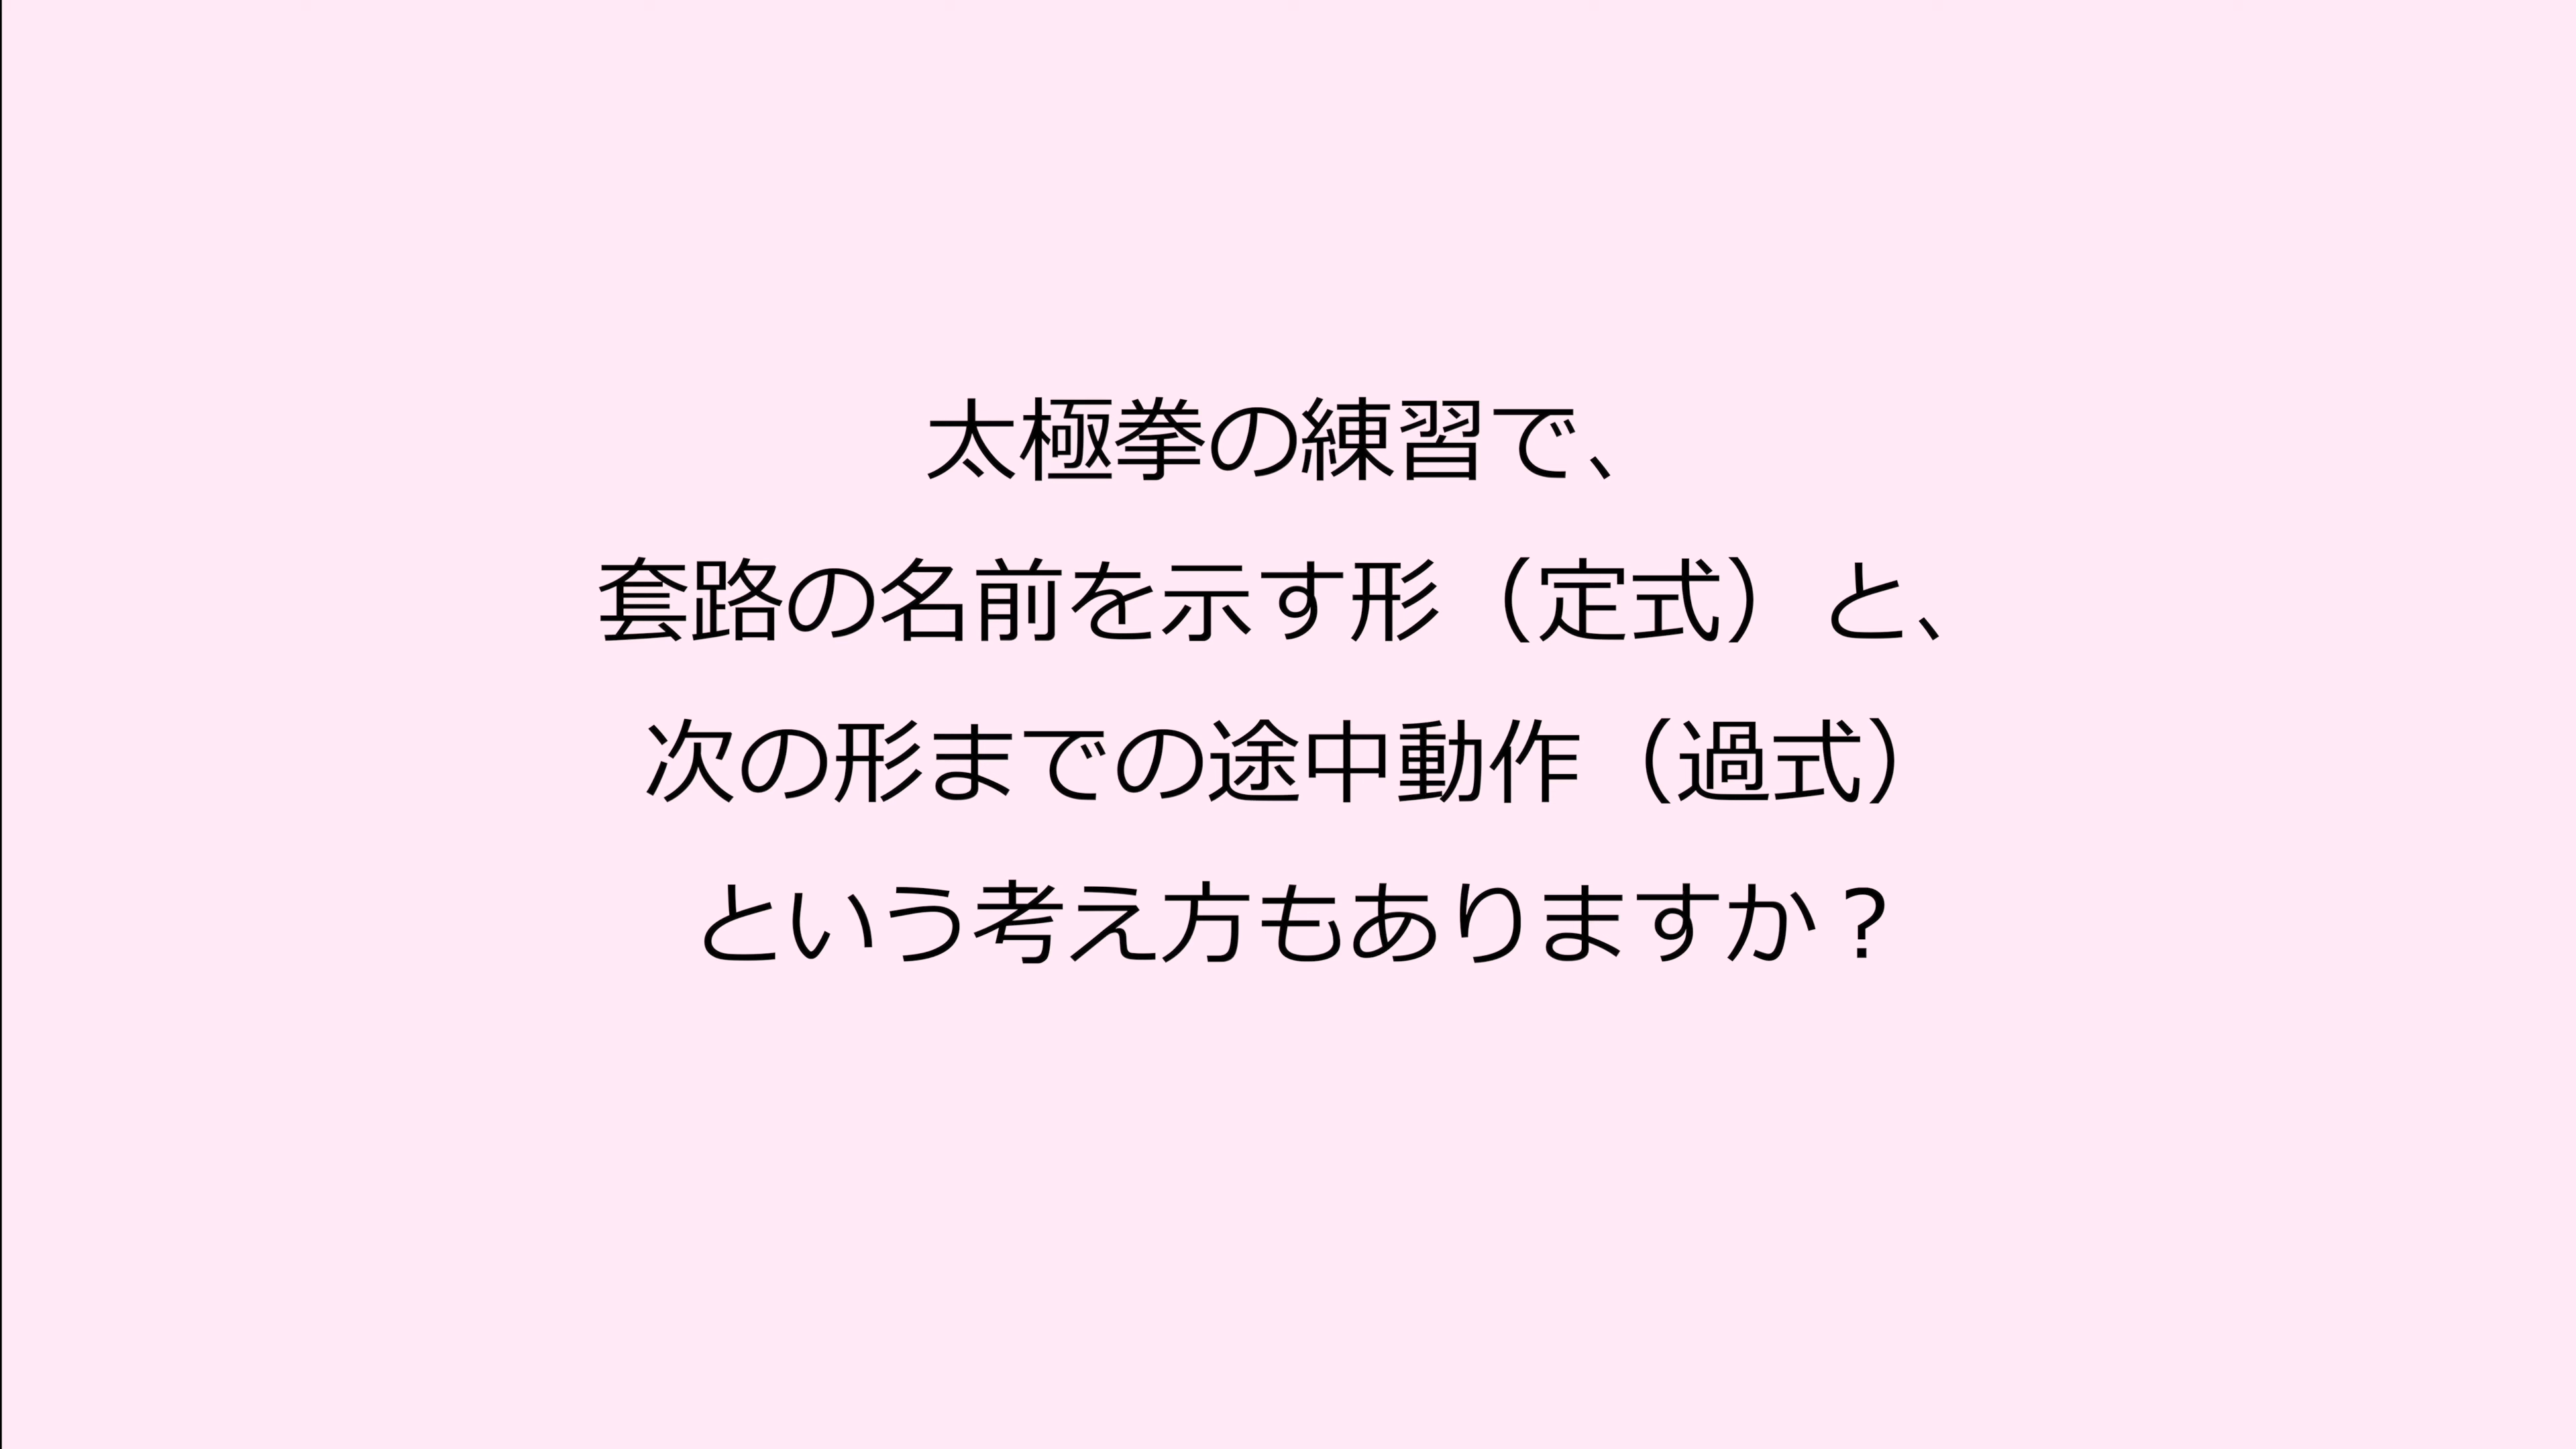 太極拳の練習で、
套路の名前を示す形（定式）と、
次の形までの途中動作（過式）
という考え方もありますか？